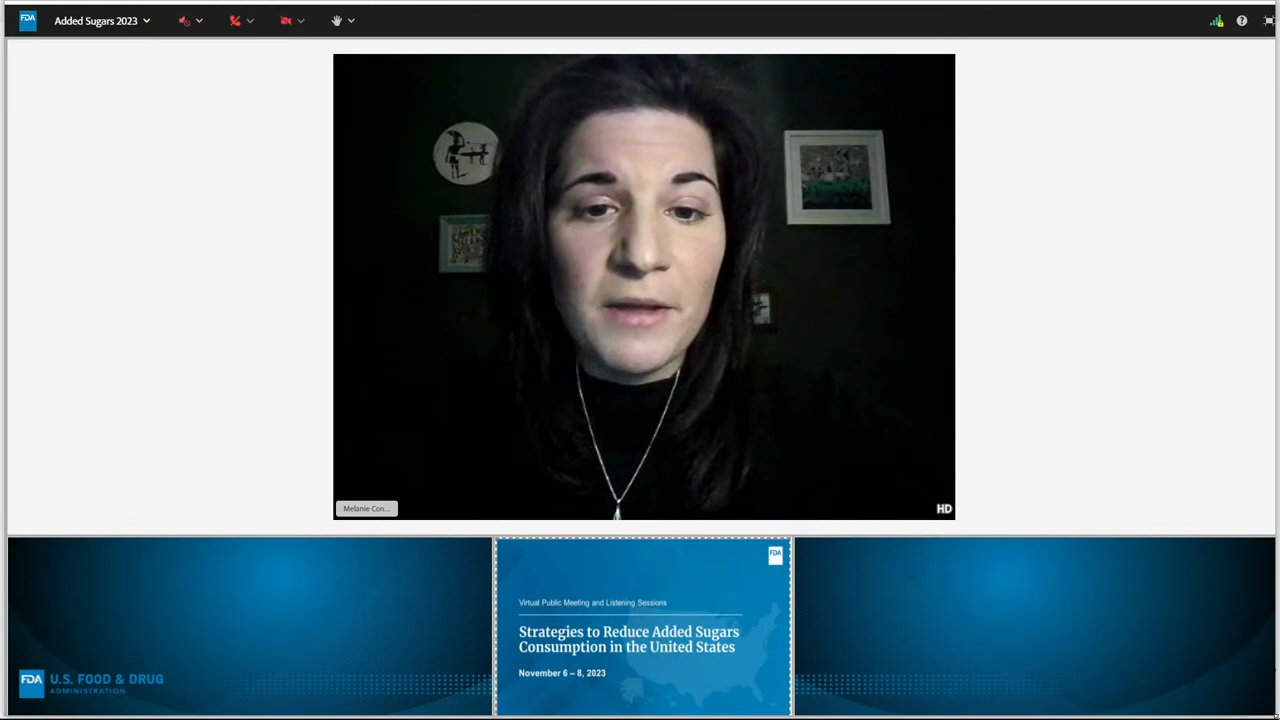 FDA
Added Sugars 2023
Melanie Con...
HD
FDA
Virtual Public Meeting and Listening Sessions
Strategies to Reduce Added Sugars
Consumption in the United States
November 6 – 8, 2023
FDA U.S. FOOD & DRUG
ADMINISTRATION